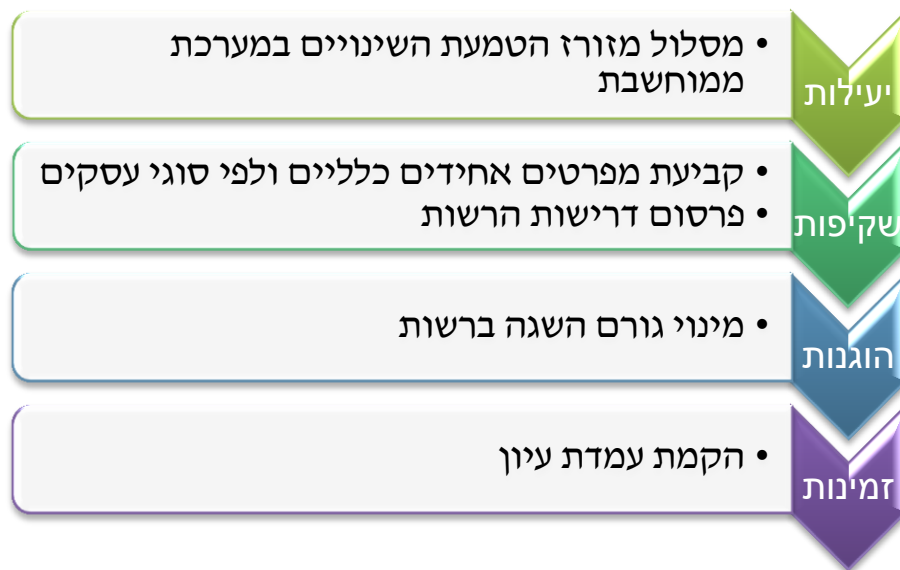 יעילות
• מסלול מזורז הטמעת השינויים במערכת
ממוחשבת
שקיפות
• קביעת מפרטים אחידים כלליים ולפי סוגי עסקים
• פרסום דרישות הרשות
הוגנות
• מינוי גורם השגה ברשות
זמינות
• הקמת עמדת עיון